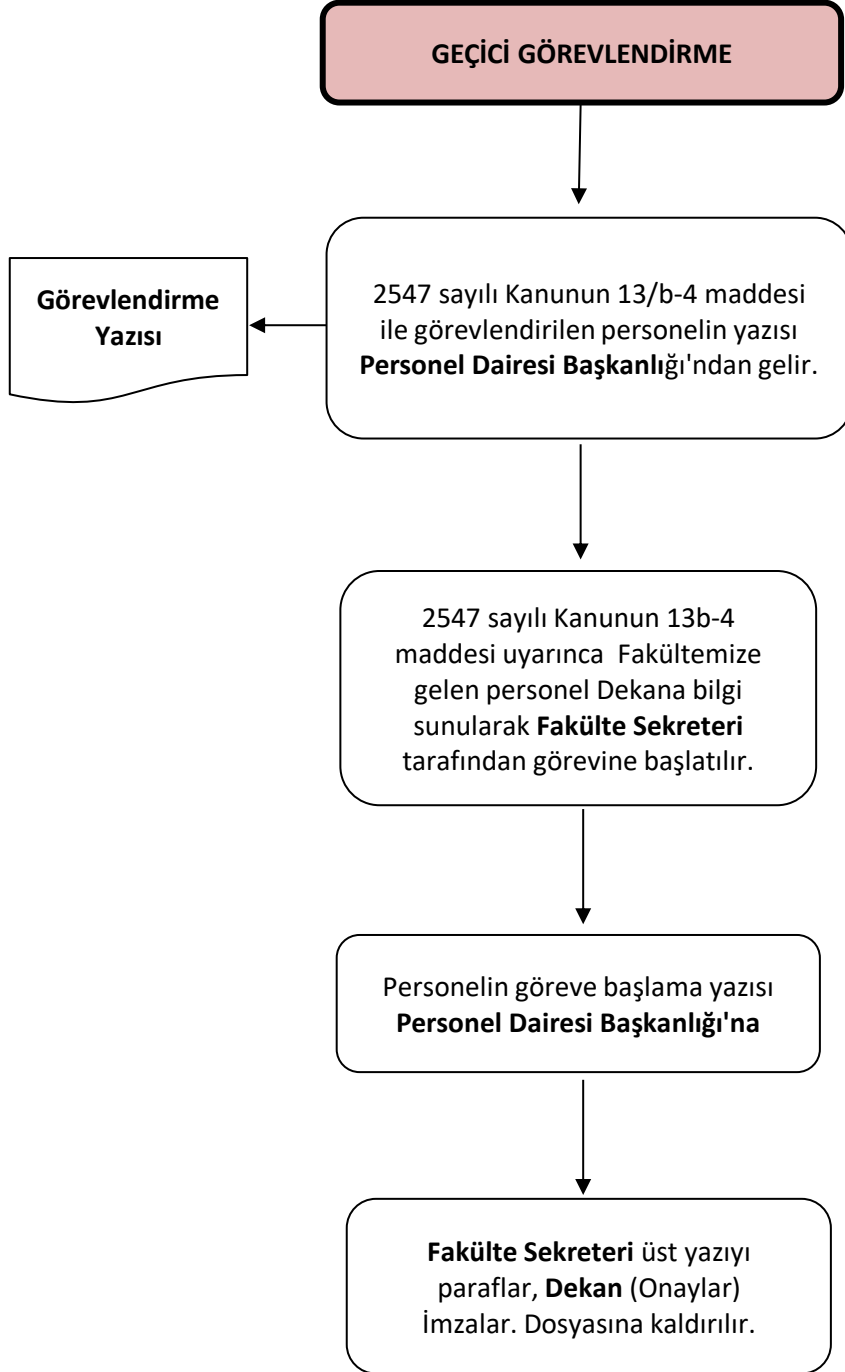 GEÇİCİ GÖREVLENDİRME
Görevlendirme
Yazısı
2547 sayılı Kanunun 13/b-4 maddesi
ile görevlendirilen personelin yazısı
Personel Dairesi Başkanlığı'ndan gelir.
2547 sayılı Kanunun 13b-4
maddesi uyarınca Fakültemize
gelen personel Dekana bilgi
sunularak Fakülte Sekreteri
tarafından görevine başlatılır.
Personelin göreve başlama yazısı
Personel Dairesi Başkanlığı'na
Fakülte Sekreteri üst yazıyı
paraflar, Dekan (Onaylar)
İmzalar. Dosyasına kaldırılır.